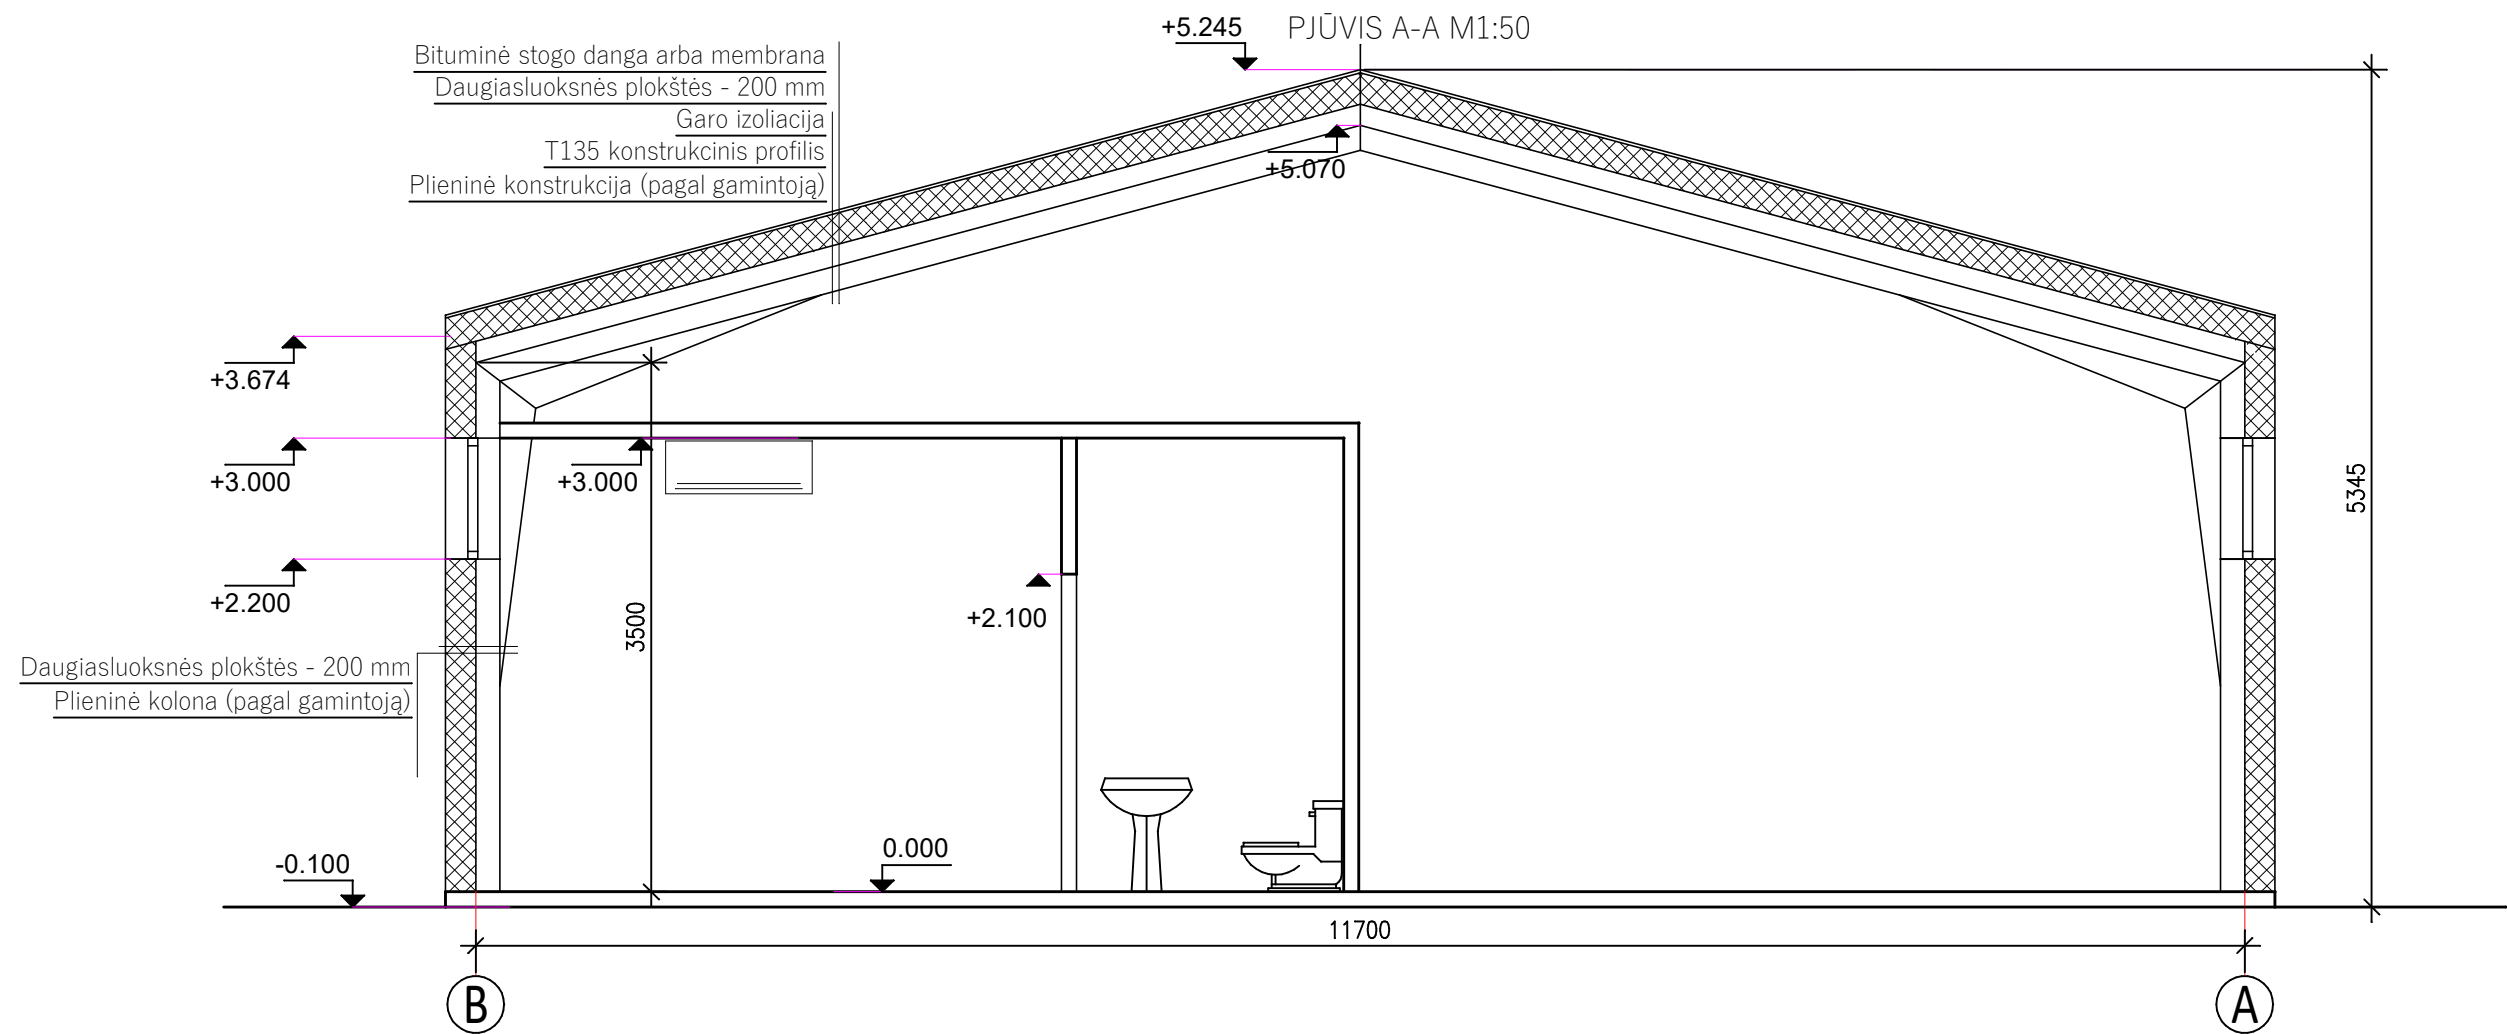 +5.245
PJŪVIS A-A M1:50
Bituminė stogo danga arba membrana
Daugiasluoksnės plokštės - 200 mm
Garo izoliacija
T135 konstrukcinis profilis
Plieninė konstrukcija (pagal gamintoją)
+5.070
+3.674
+3.000
+3.000
5345
+2.200
+2.100
3500
Daugiasluoksnės plokštės - 200 mm
Plieninė kolona (pagal gamintoją)
-0.100
0.000
11700
B
A